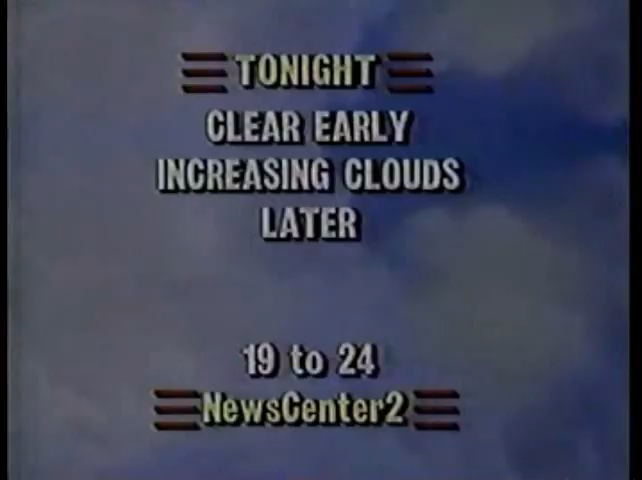 TONIGHT
CLEAR EARLY
INCREASING CLOUDS
LATER
19 to 24
NewsCenter2